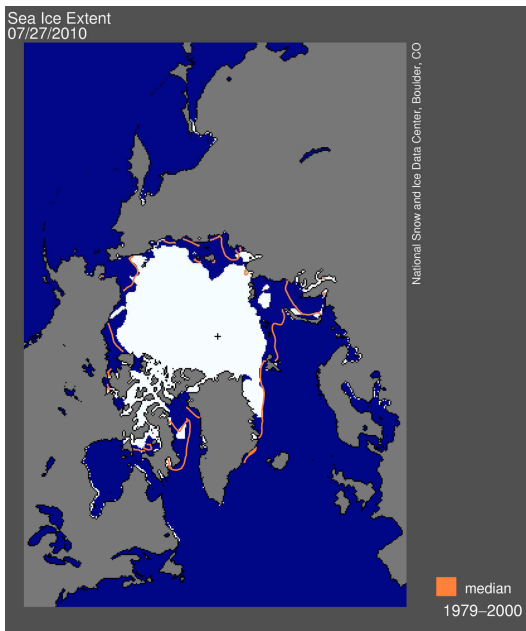 Sea Ice Extent
07/27/2010
National Snow and Ice Data Center, Boulder, CO
median
1979–2000